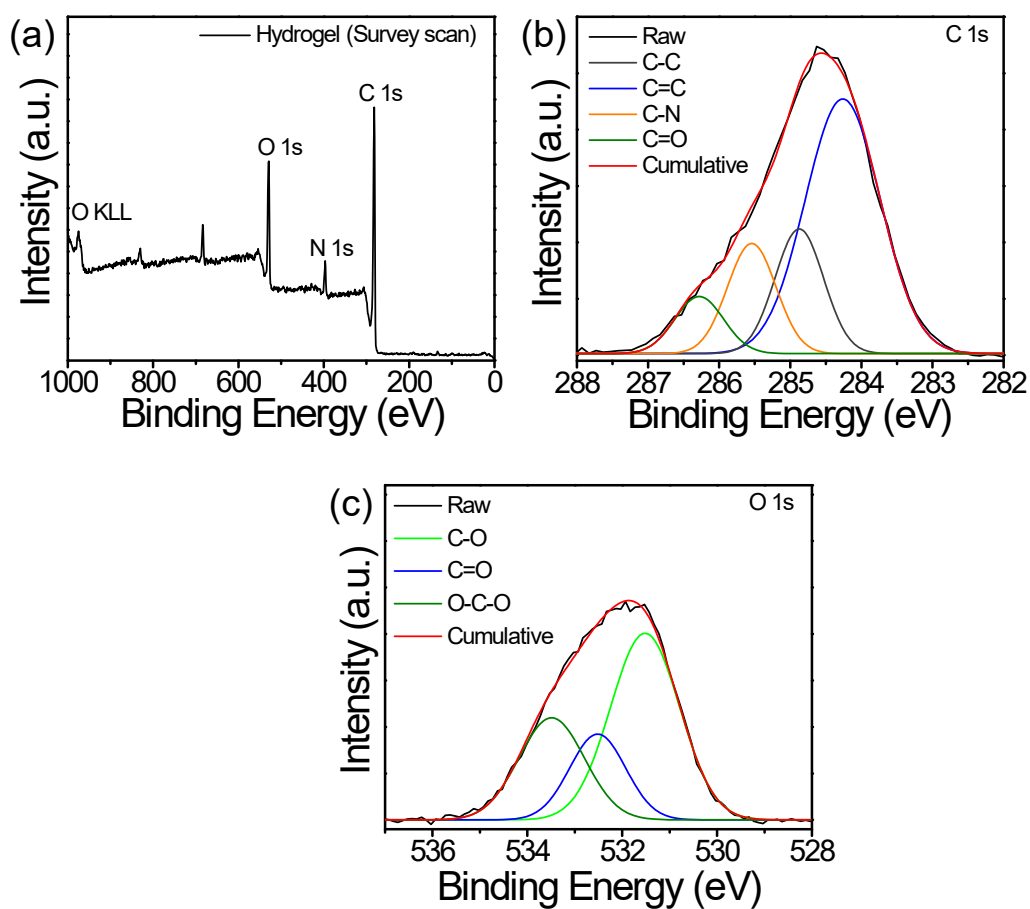 (a)
Hydrogel (Survey scan)
C 1s
O 1s
N 1s
O KLL
Intensity (a.u.)
1000 800 600 400 200 0
Binding Energy (eV)
(b)
C 1s
Raw
C-C
C=C
C-N
C=O
Cumulative
Intensity (a.u.)
288 287 286 285 284 283 282
Binding Energy (eV)
(c)
O 1s
Raw
C-O
C=O
O-C-O
Cumulative
Intensity (a.u.)
536 534 532 530 528
Binding Energy (eV)